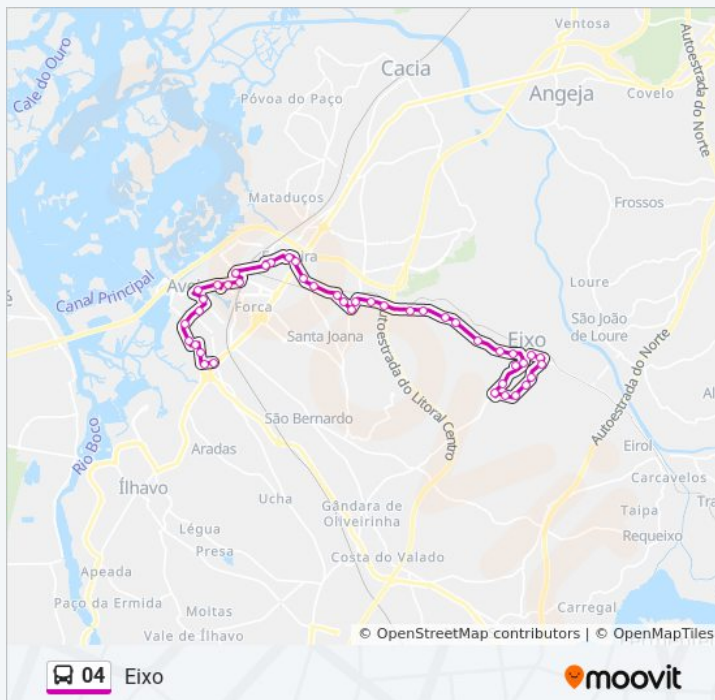 Ventosa
Cale do Ouro
Cacia
Autoestrada do Norte
Póvoa do Paço
Angeja
Covelo
Mataduços
Frossos
Canal Principal
Loure
Forca
São João
de Loure
Santa Joana
Eixo
Autoestrada do Litoral Centro
Autoestrada do Norte
São Bernardo
Rio Boco
Aradas
Eirol
Ílhavo
Carcavelos
Ucha
Gândara de
Oliveirinha
Taipa
Légua
Requeixo
Presa
Costa do Valado
Apeada
Carregal
Paço da Ermida
Moitas
Vale de Ílhavo
© OpenStreetMap contributors | © OpenMapTiles
04 Eixo
moovit